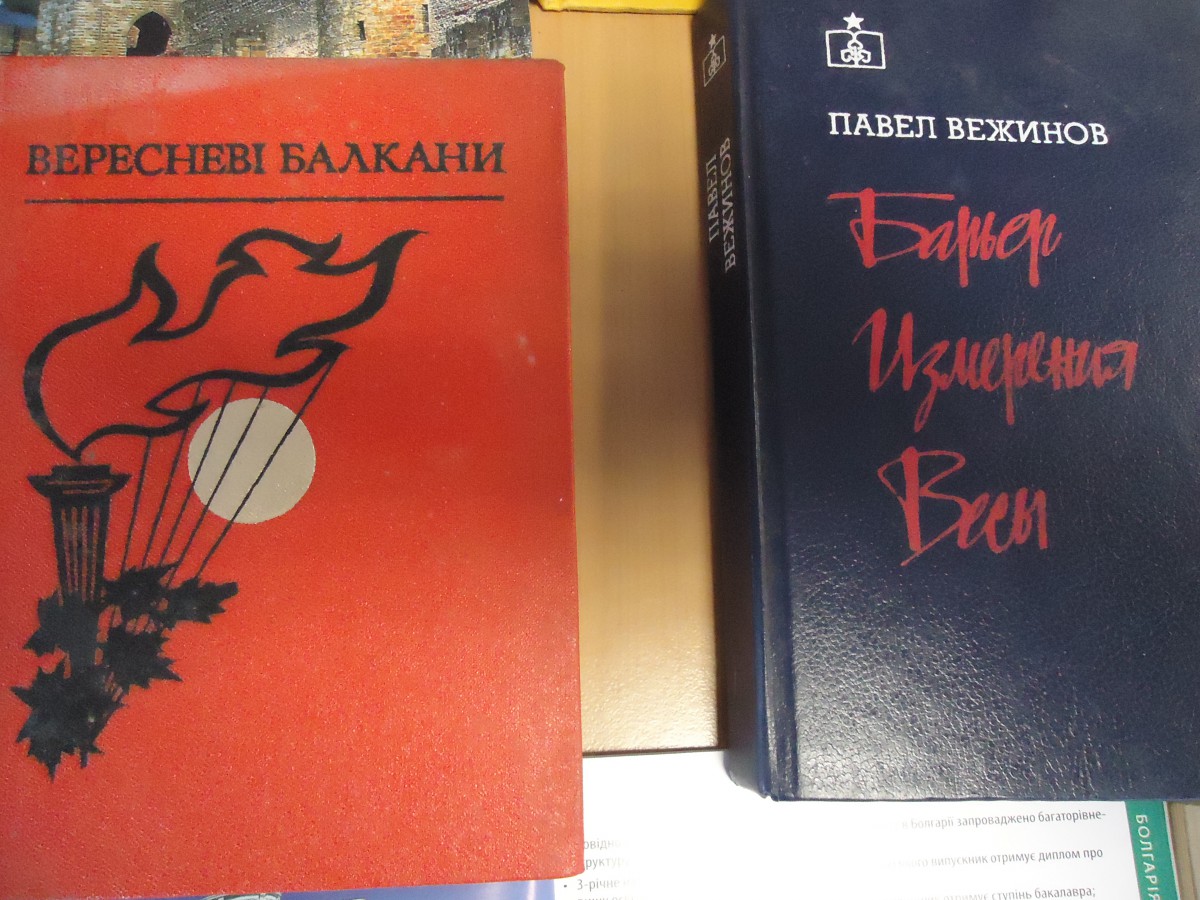 ВЕРЕСНЕВІ БАЛКАНИ
ПАВЕЛ ВЕЖИНОВ
Барьер
Измерения
Весы
ПАВЕЛ
ВЕЖИНОВ
Болгарії запроваджено багаторівне-
випускник отримує диплом про
• 3-річне
отримує ступінь бакалавра;
БОЛГАРІЯ